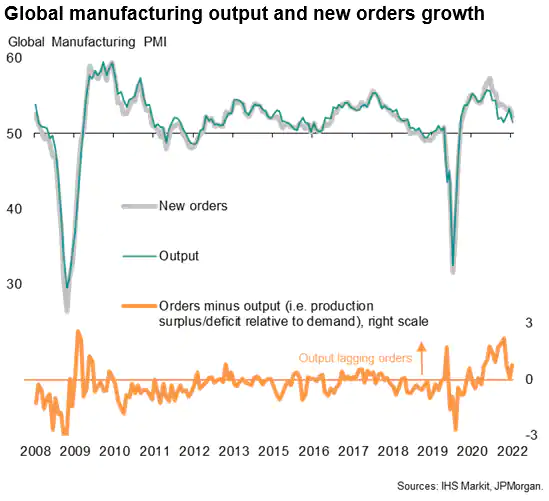 Global manufacturing output and new orders growth
Global Manufacturing PMI
60
50
40
30
New orders
Output
Orders minus output (i.e. production
surplus/deficit relative to demand), right scale
3
Output lagging orders
0
-3
2008 2009 2010 2011 2012 2013 2014 2015 2016 2017 2018 2019 2020 2022
Sources: IHS Markit, JPMorgan.